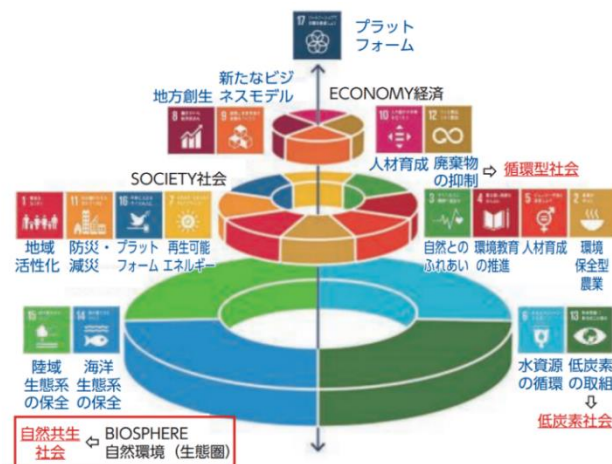 17
プラット
フォーム
新たなビジ
ネスモデル
地方創生
ECONOMY経済
8
9
10
12
人材育成
廃棄物
の抑制
⇨
循環型社会
SOCIETY社会
1
11
16
7
3
4
5
2
地域
活性化
防災・
減災
プラット
フォーム
再生可能
エネルギー
自然との
ふれあい
環境教育
の推進
人材育成
環境
保全型
農業
15
14
6
13
陸域
生態系
の保全
海洋
生態系
の保全
水資源
の循環
低炭素
の取組
⇩
低炭素社会
自然共生
社会
⇦
BIOSPHERE
自然環境（生態圏）